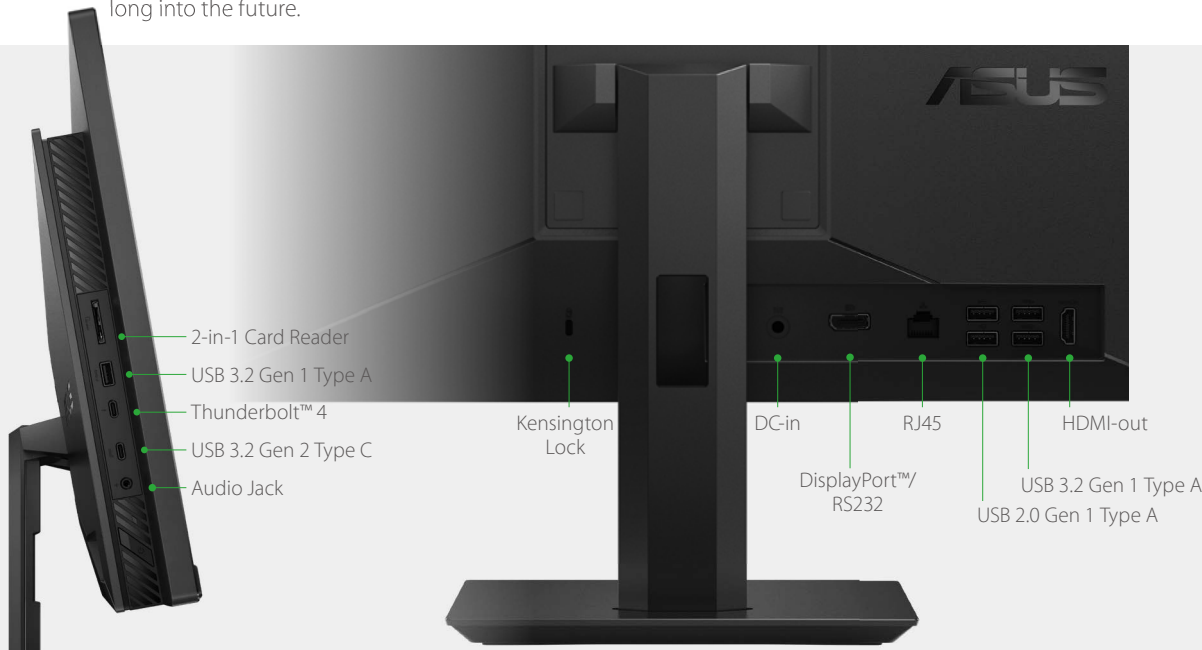 long into the future.
ASUS
2-in-1 Card Reader
USB 3.2 Gen 1 Type A
Thunderbolt™ 4
USB 3.2 Gen 2 Type C
Audio Jack
Kensington
Lock
DC-in
DisplayPort™/
RS232
RJ45
USB 2.0 Gen 1 Type A
USB 3.2 Gen 1 Type A
HDMI-out